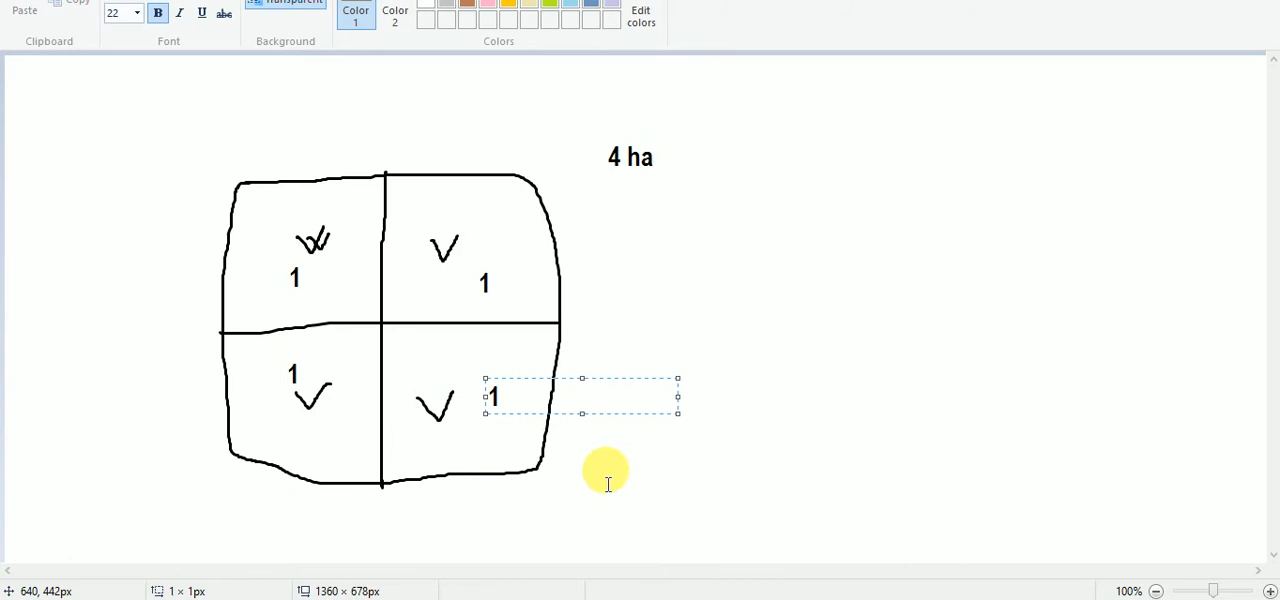 Paste
Copy
22
B I U abc
Transparent
Color 1
Color 2
Edit colors
Clipboard
Font
Background
Colors
4 ha
1
1
1
1
640, 442px
1 × 1px
1360 × 678px
100%